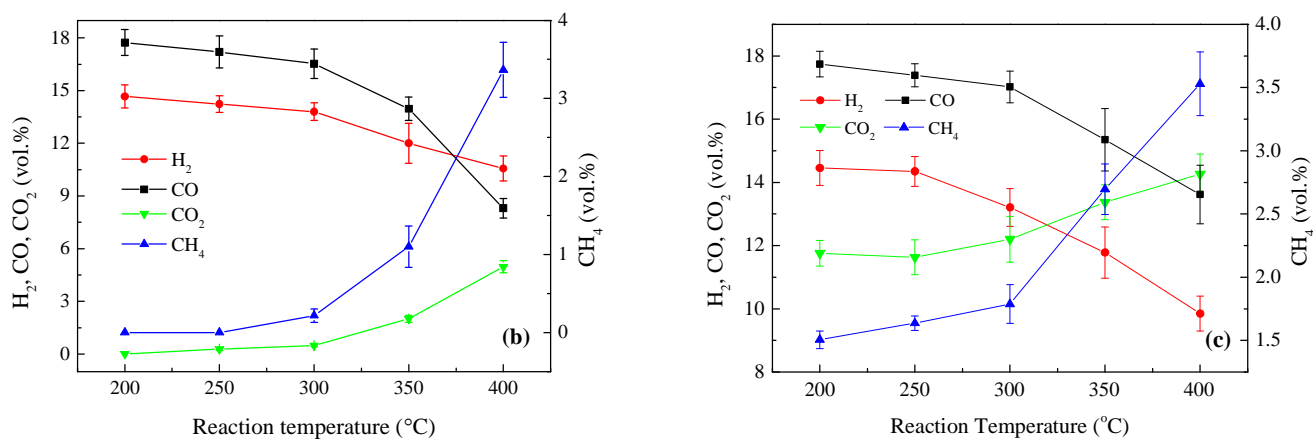 H₂, CO, CO₂ (vol.%)
18
15
12
9
6
3
0
H₂
CO
CO₂
CH₄
(b)
4
3
2
1
0
CH₄ (vol.%)
200 250 300 350 400
Reaction temperature (°C)
H₂, CO, CO₂ (vol.%)
18
16
14
12
10
8
H₂ CO
CO₂ CH₄
(c)
4.0
3.5
3.0
2.5
2.0
1.5
CH₄ (vol.%)
200 250 300 350 400
Reaction Temperature (°C)